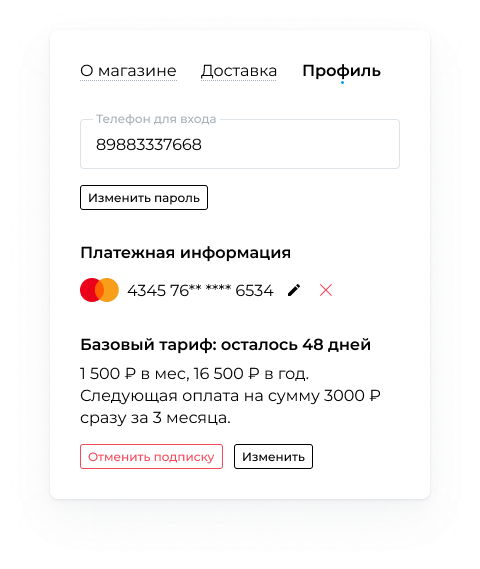 О магазине Доставка Профиль
Телефон для входа
89883337668
Изменить пароль
Платежная информация
4345 76** **** 6534
Базовый тариф: осталось 48 дней
1 500 ₽ в мес, 16 500 ₽ в год.
Следующая оплата на сумму 3000 ₽
сразу за 3 месяца.
Отменить подписку Изменить